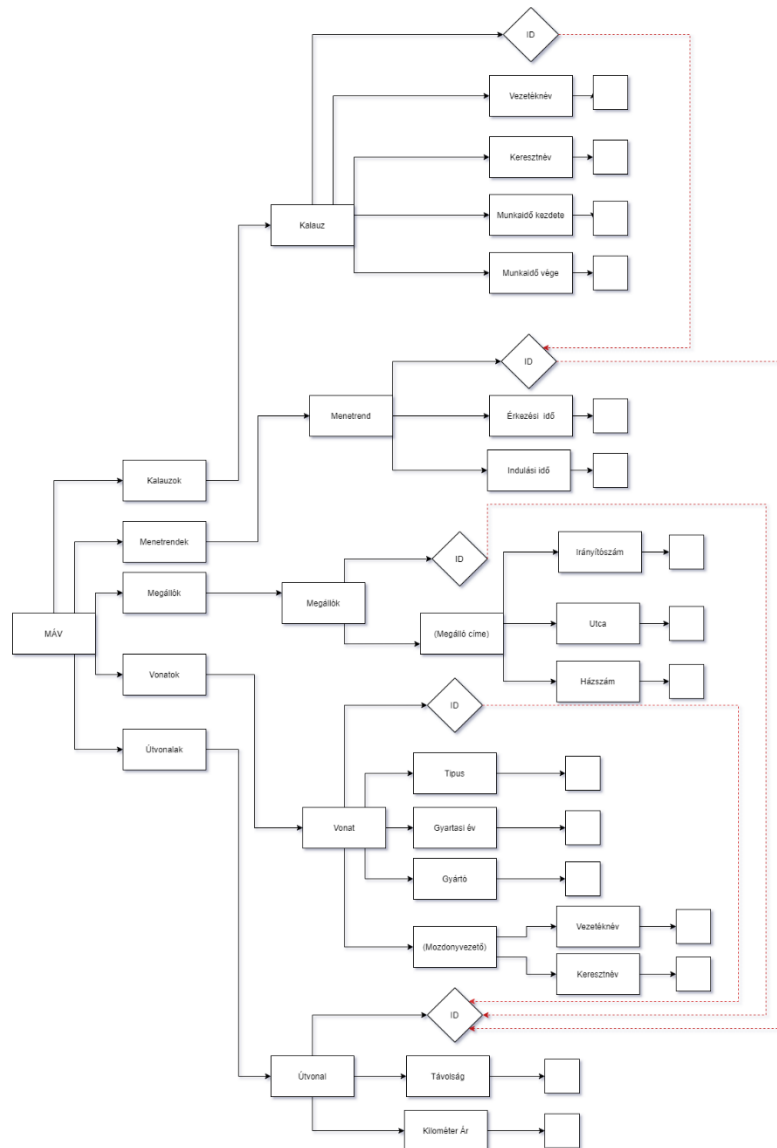 ID
Vezetéknév
Keresztnèv
Kalauz
Munkaidő kezdete
Munkaidő vége
ID
Menetrend
Érkezési idő
Indulási idő
Kalauzok
Menetrendek
Megállók
Vonatok
Útvonalak
MÁV
Megállók
ID
(Megálló címe)
Irányítószám
Utca
Házszám
ID
Vonat
Tipus
Gyartasi év
Gyártó
(Mozdonyvezető)
Vezetéknév
Keresztnév
ID
Útvonal
Távolság
Kilométer Ár